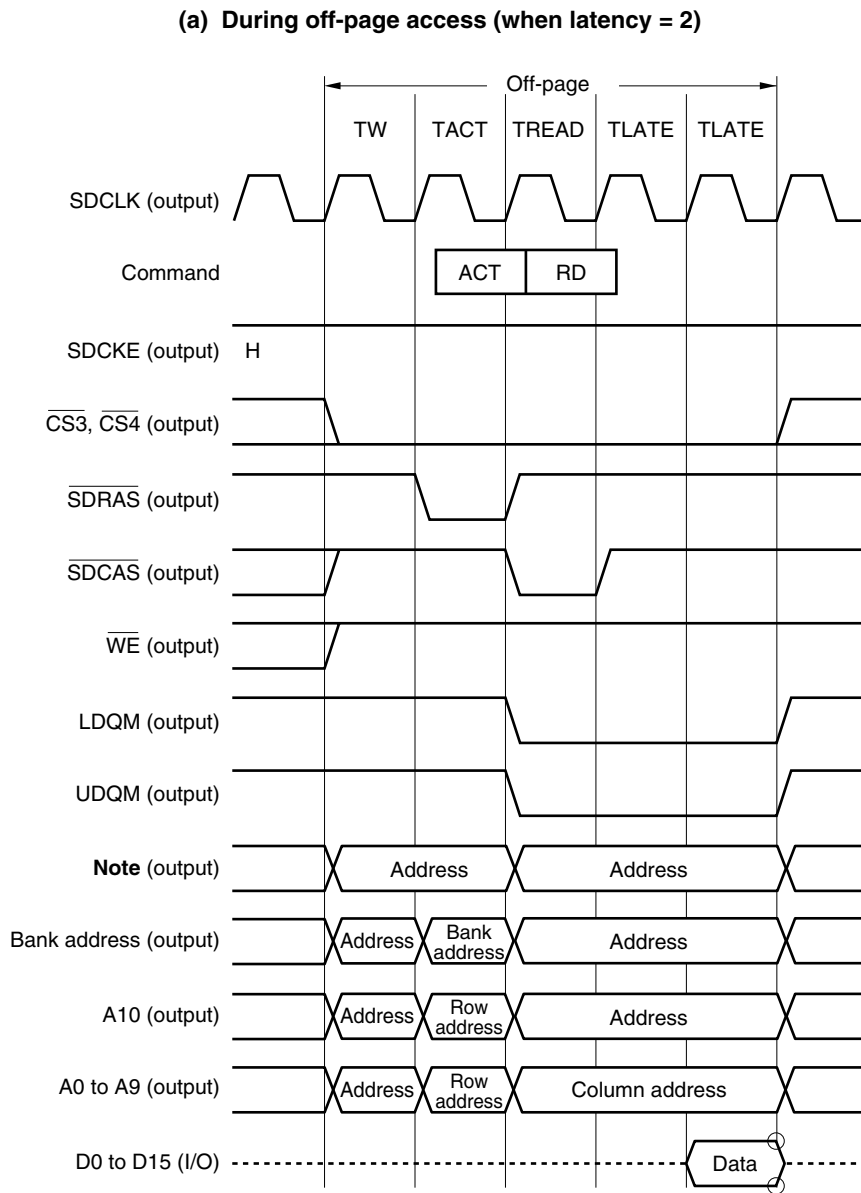 (a) During off-page access (when latency = 2)
Off-page
TW TACT TREAD TLATE TLATE
SDCLK (output)
Command ACT RD
SDCKE (output) H
CS3, CS4 (output)
SDRAS (output)
SDCAS (output)
WE (output)
LDQM (output)
UDQM (output)
Note (output) Address Address
Bank address (output) Address Bank address Address
A10 (output) Address Row address Address
A0 to A9 (output) Address Row address Column address
D0 to D15 (I/O) Data